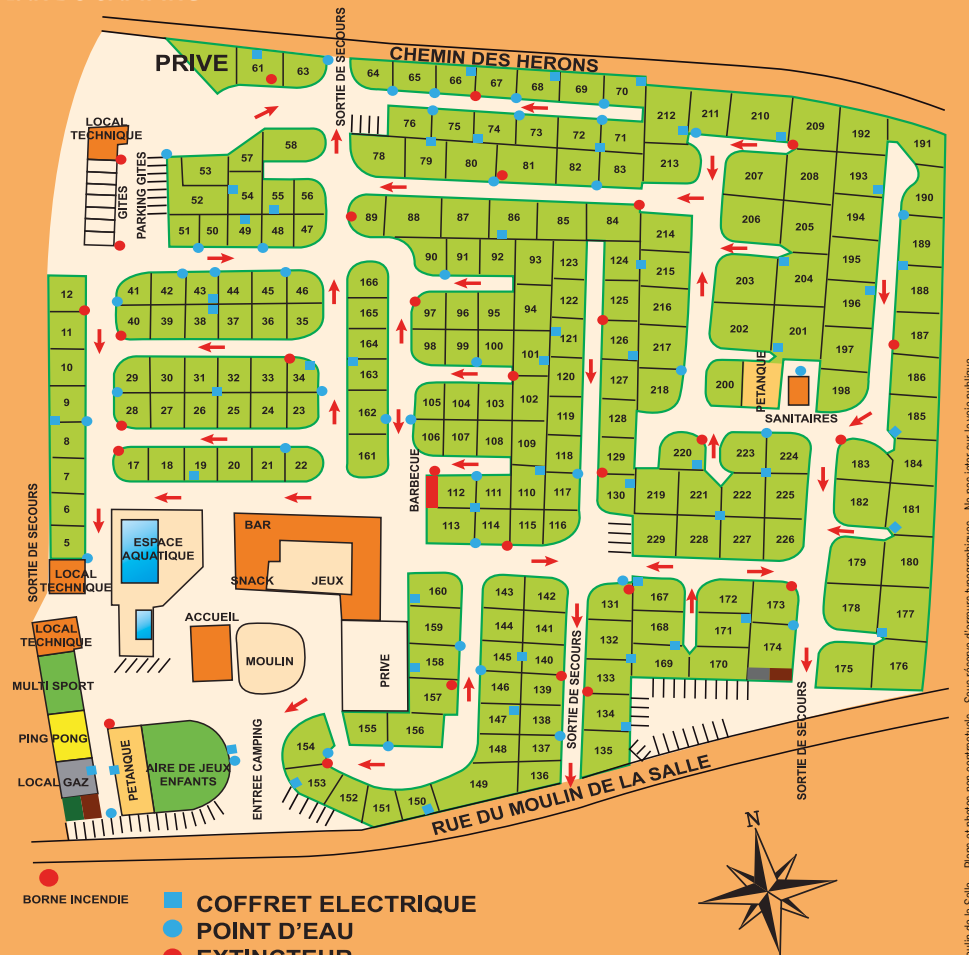 CHEMIN DES HERONS
PRIVE
61 63
SORTIE DE SECOURS
64 65 66 67 68 69 70
76 75 74 73 72 71
78 79 80 81 82 83
212 211 210 209 192 191
213
207 208 193 190
206 205 194
195 189
203 204 196 188
202 201 197 187
200 PETANQUE 198 186
SANITAIRES
185
LOCAL
TECHNIQUE
GITES
PARKING GITES
58
57
53
52 54 55 56
51 50 49 48 47
89 88 87 86 85 84
90 91 92 93 123 124 214
215
94 122 125 216
97 96 95
98 99 100 101 121 126 217
120 127 218
105 104 103 102 119 128
106 107 108 109 118 129
112 111 110 117 130
113 114 115 116
BARBECUE
166
165
164
163
162
161
12
11
10
9
8
7
6
5
41 42 43 44 45 46
40 39 38 37 36 35
29 30 31 32 33 34
28 27 26 25 24 23
17 18 19 20 21 22
220 223 224
219 221 222 225
229 228 227 226
183 184
182 181
179 180
178 177
175 176
SORTIE DE SECOURS
LOCAL
TECHNIQUE
ESPACE
AQUATIQUE
BAR
SNACK JEUX
ACCUEIL
MOULIN
PRIVE
160
159
158
157
155 156
143 142
144 141
145 140
146 139
147 138
148 137
149 136
131
132
133
134
135
SORTIE DE SECOURS
167
168
169 170
172 173
171
174
SORTIE DE SECOURS
LOCAL
TECHNIQUE
MULTI SPORT
PING PONG
LOCAL GAZ
PETANQUE
AIRE DE JEUX
ENFANTS
ENTREE CAMPING
154
153 152 151 150
RUE DU MOULIN DE LA SALLE
N
BORNE INCENDIE
COFFRET ELECTRIQUE
POINT D'EAU
EXTINCTEUR